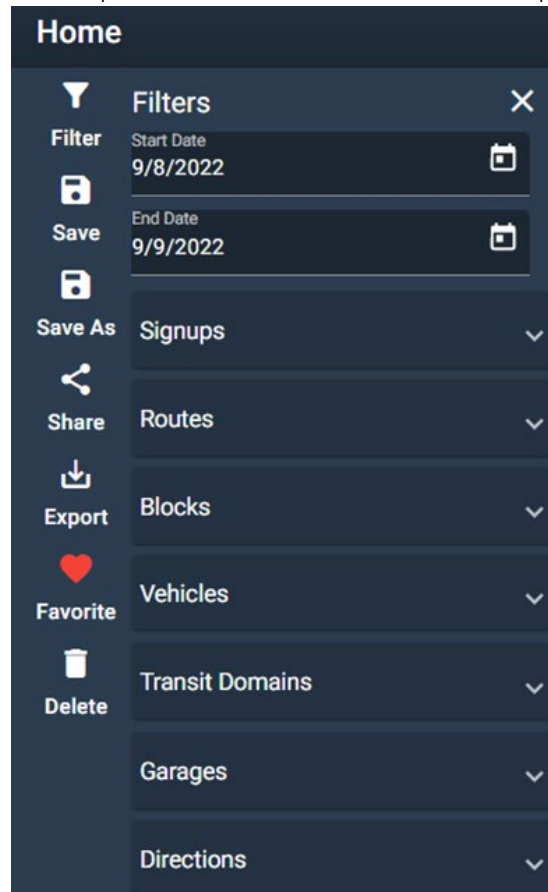 Home
Filter
Save
Save As
Share
Export
Favorite
Delete
Filters
Start Date
9/8/2022
End Date
9/9/2022
Signups
Routes
Blocks
Vehicles
Transit Domains
Garages
Directions